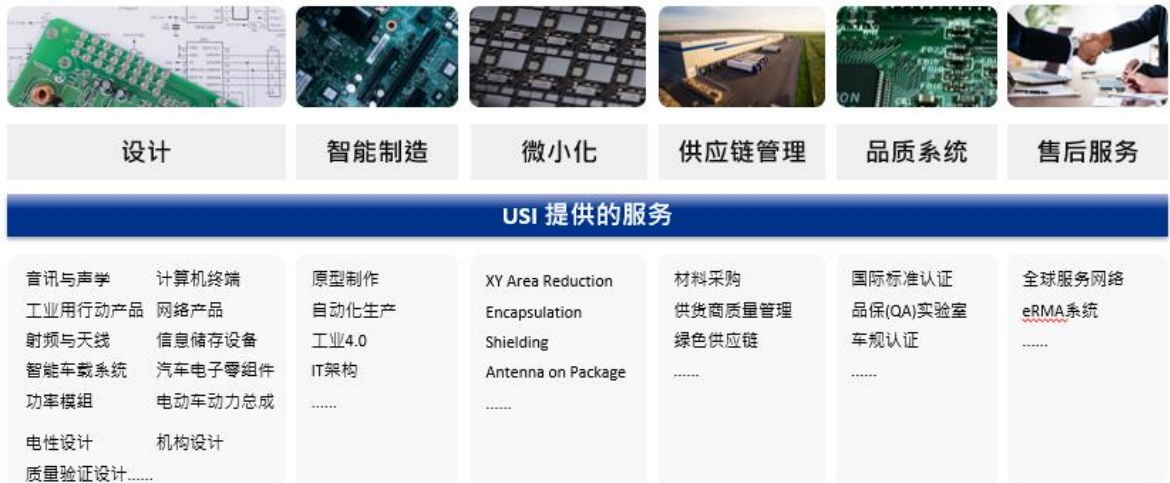 设计
智能制造
微小化
供应链管理
品质系统
售后服务
USI 提供的服务
音讯与声学 计算机终端
工业用行动产品 网络产品
射频与天线 信息储存设备
智能车载系统 汽车电子零组件
功率模组 电动车动力总成
电性设计 机构设计
质量验证设计......
原型制作
自动化生产
工业4.0
IT架构
......
XY Area Reduction
Encapsulation
Shielding
Antenna on Package
......
材料采购
供货商质量管理
绿色供应链
......
国际标准认证
品保(QA)实验室
车规认证
......
全球服务网络
eRMA系统
......